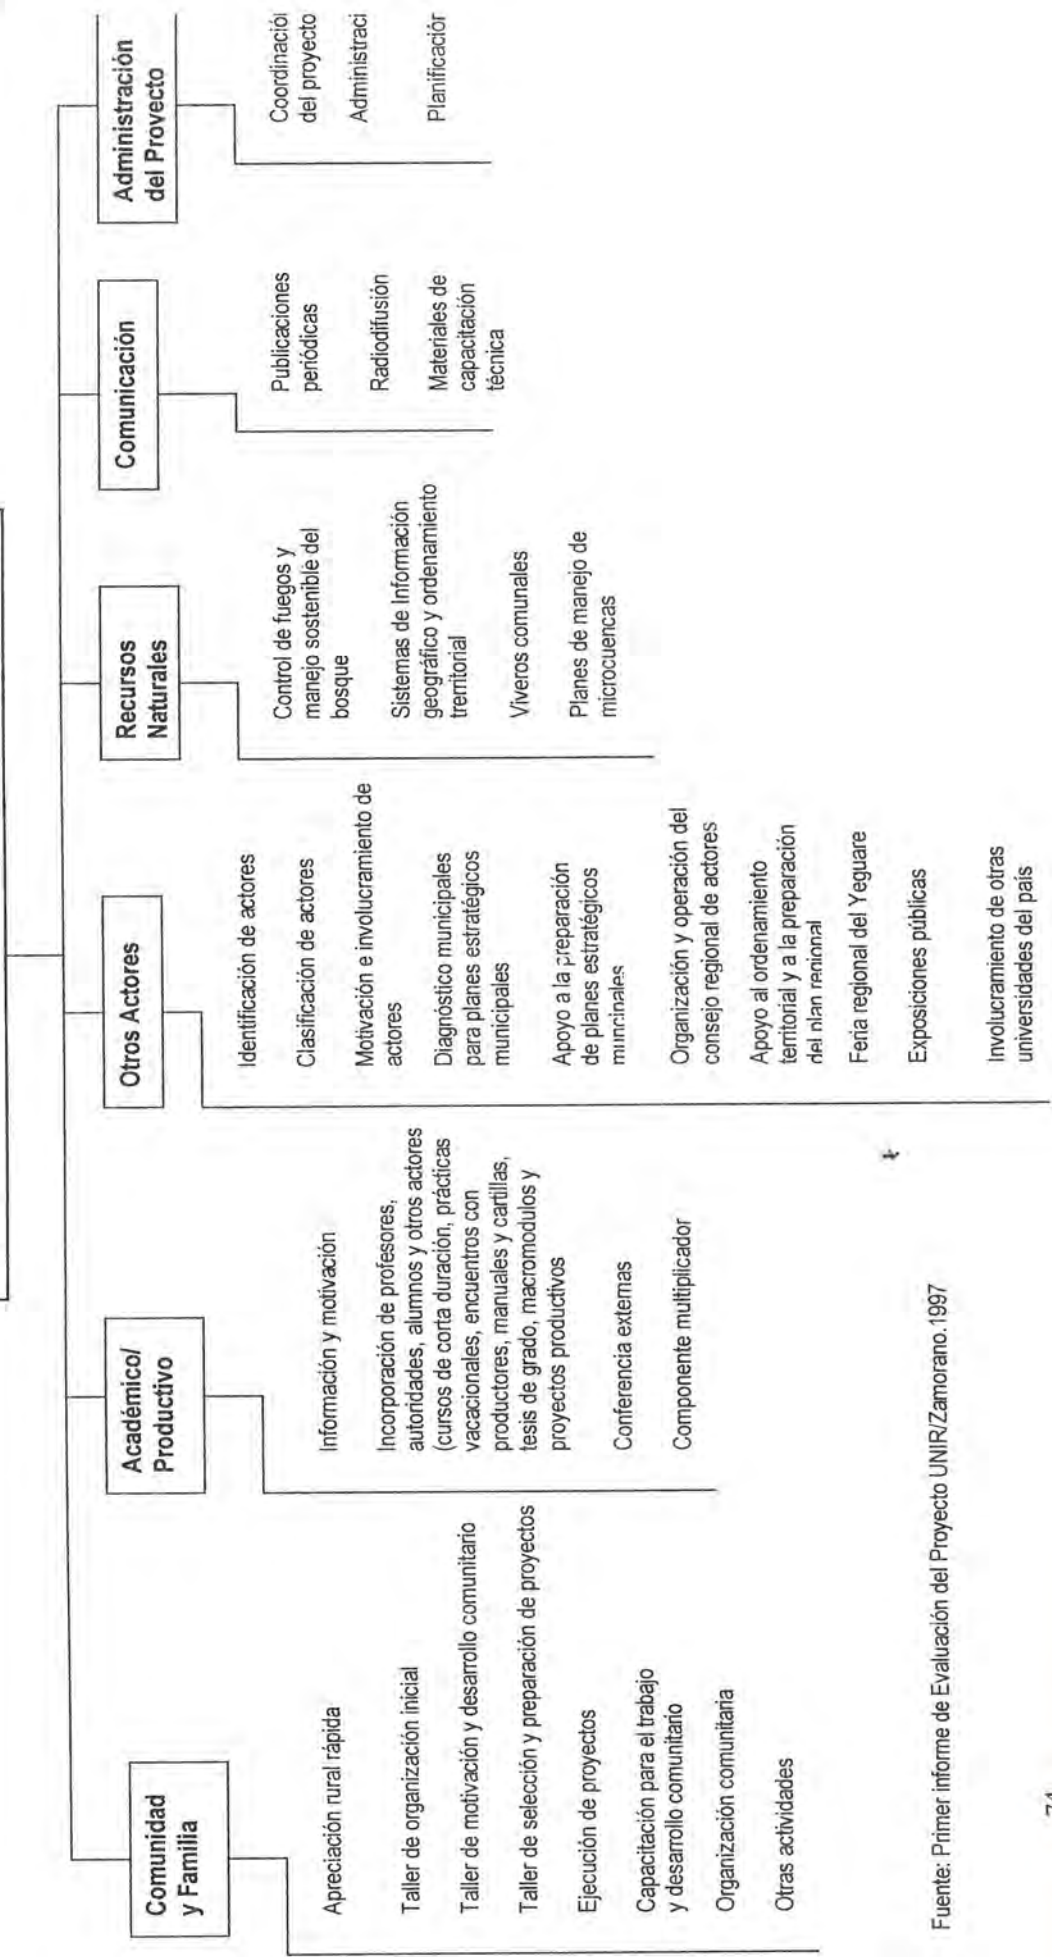 Comunidad
y Familia
Apreciación rural rápida
Taller de organización inicial
Taller de motivación y desarrollo comunitario
Taller de selección y preparación de proyectos
Ejecución de proyectos
Capacitación para el trabajo
y desarrollo comunitario
Organización comunitaria
Otras actividades
Académico/
Productivo
Información y motivación
Incorporación de profesores,
autoridades, alumnos y otros actores
(cursos de corta duración, prácticas
vacacionales, encuentros con
productores, manuales y cartillas,
tesis de grado, macromodulos y
proyectos productivos
Conferencia externas
Componente multiplicador
Otros Actores
Identificación de actores
Clasificación de actores
Motivación e involucramiento de
actores
Diagnóstico municipales
para planes estratégicos
municipales
Apoyo a la preparación
de planes estratégicos
municipales
Organización y operación del
consejo regional de actores
Apoyo al ordenamiento
territorial y a la preparación
del plan regional
Feria regional del Yeguare
Exposiciones públicas
Involucramiento de otras
universidades del país
Recursos
Naturales
Control de fuegos y
manejo sostenible del
bosque
Sistemas de Información
geográfico y ordenamiento
trerritorial
Viveros comunales
Planes de manejo de
microcuencas
Comunicación
Publicaciones
periódicas
Radiodifusión
Materiales de
capacitación
técnica
Administración
del Proyecto
Coordinació
del proyecto
Administraci
Planificación
Fuente: Primer informe de Evaluación del Proyecto UNIR/Zamorano.1997
74